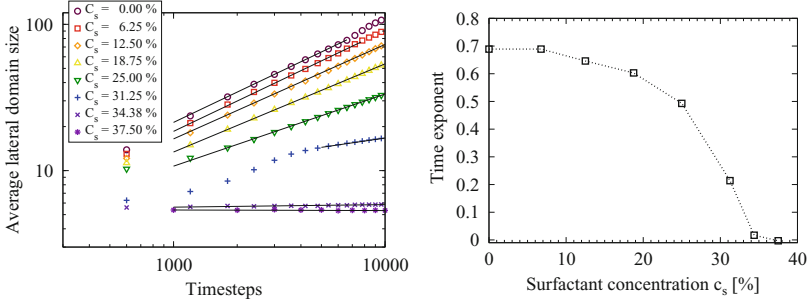 Average lateral domain size
100
10
1000
10000
Timesteps
C_s = 0.00 %
C_s = 6.25 %
C_s = 12.50 %
C_s = 18.75 %
C_s = 25.00 %
C_s = 31.25 %
C_s = 34.38 %
C_s = 37.50 %
Time exponent
0.8
0.7
0.6
0.5
0.4
0.3
0.2
0.1
0
0
10
20
30
40
Surfactant concentration c_s [%]